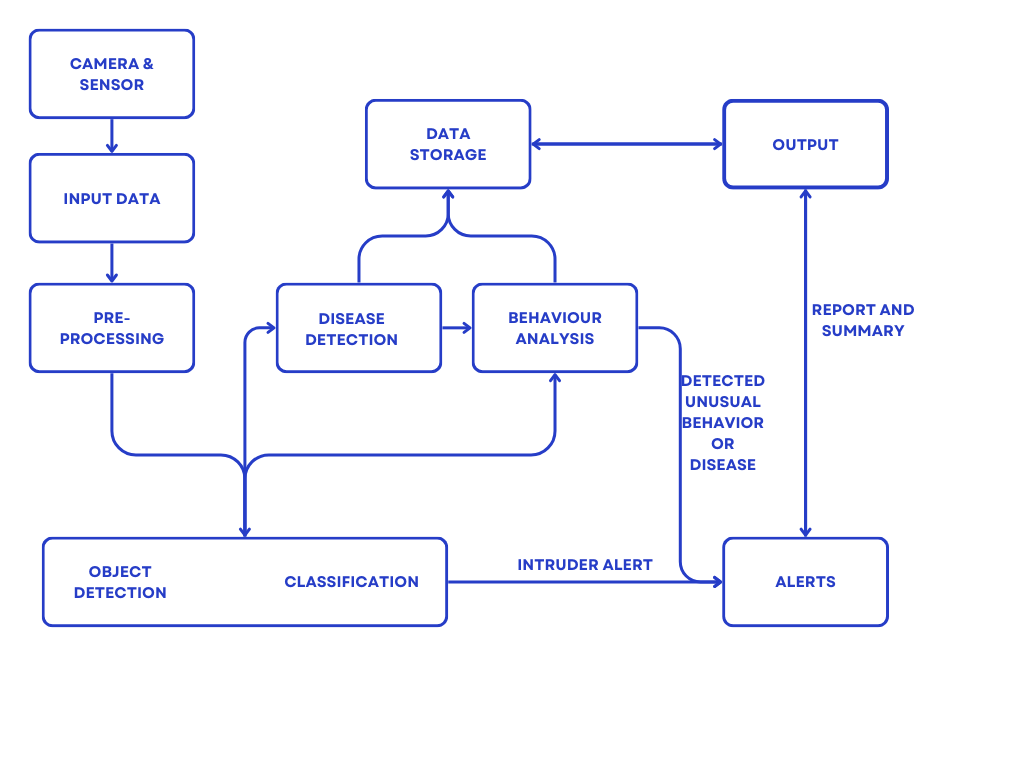 CAMERA &
SENSOR
INPUT DATA
PRE-
PROCESSING
DATA
STORAGE
OUTPUT
DISEASE
DETECTION
BEHAVIOUR
ANALYSIS
REPORT AND
SUMMARY
DETECTED
UNUSUAL
BEHAVIOR
OR
DISEASE
OBJECT
DETECTION
CLASSIFICATION
INTRUDER ALERT
ALERTS